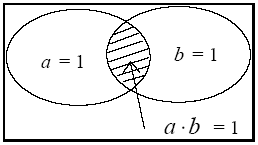 a = 1
b = 1
a · b = 1